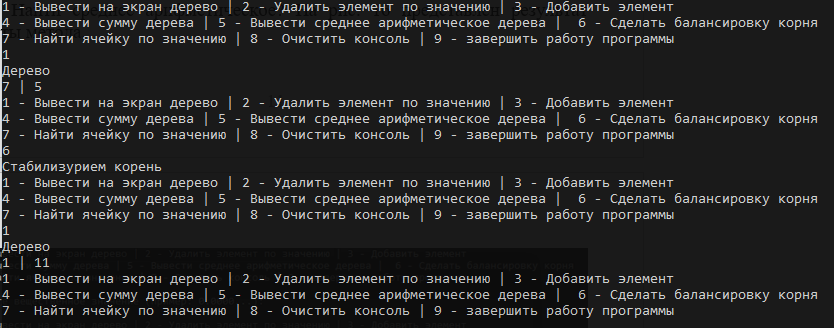 1 - Вывести на экран дерево | 2 - Удалить элемент по значению | 3 - Добавить элемент
4 - Вывести сумму дерева | 5 - Вывести среднее арифметическое дерева |  6 - Сделать балансировку корня
7 - Найти ячейку по значению | 8 - Очистить консоль | 9 - завершить работу программы
1
Дерево
7 | 5
1 - Вывести на экран дерево | 2 - Удалить элемент по значению | 3 - Добавить элемент
4 - Вывести сумму дерева | 5 - Вывести среднее арифметическое дерева |  6 - Сделать балансировку корня
7 - Найти ячейку по значению | 8 - Очистить консоль | 9 - завершить работу программы
6
Стабилизурием корень
1 - Вывести на экран дерево | 2 - Удалить элемент по значению | 3 - Добавить элемент
4 - Вывести сумму дерева | 5 - Вывести среднее арифметическое дерева |  6 - Сделать балансировку корня
7 - Найти ячейку по значению | 8 - Очистить консоль | 9 - завершить работу программы
1
Дерево
1 | 11
1 - Вывести на экран дерево | 2 - Удалить элемент по значению | 3 - Добавить элемент
4 - Вывести сумму дерева | 5 - Вывести среднее арифметическое дерева |  6 - Сделать балансировку корня
7 - Найти ячейку по значению | 8 - Очистить консоль | 9 - завершить работу программы